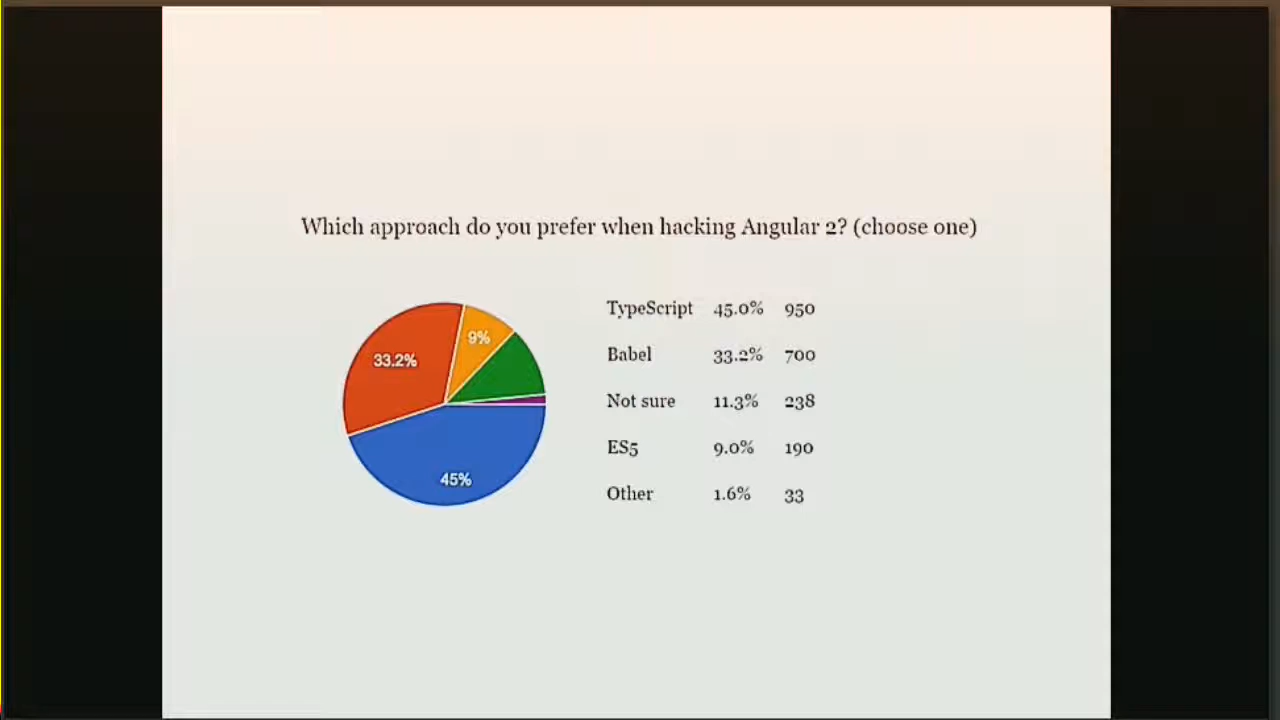 Which approach do you prefer when hacking Angular 2? (choose one)
33.2%
9%
45%
TypeScript 45.0% 950
Babel 33.2% 700
Not sure 11.3% 238
ES5 9.0% 190
Other 1.6% 33